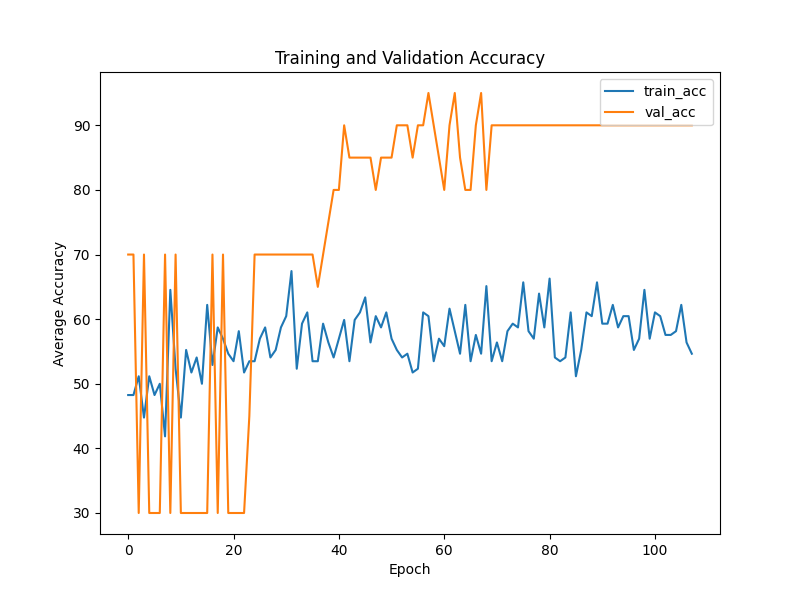 Training and Validation Accuracy
train_acc
val_acc
90
80
70
60
50
40
30
Average Accuracy
0 20 40 60 80 100
Epoch